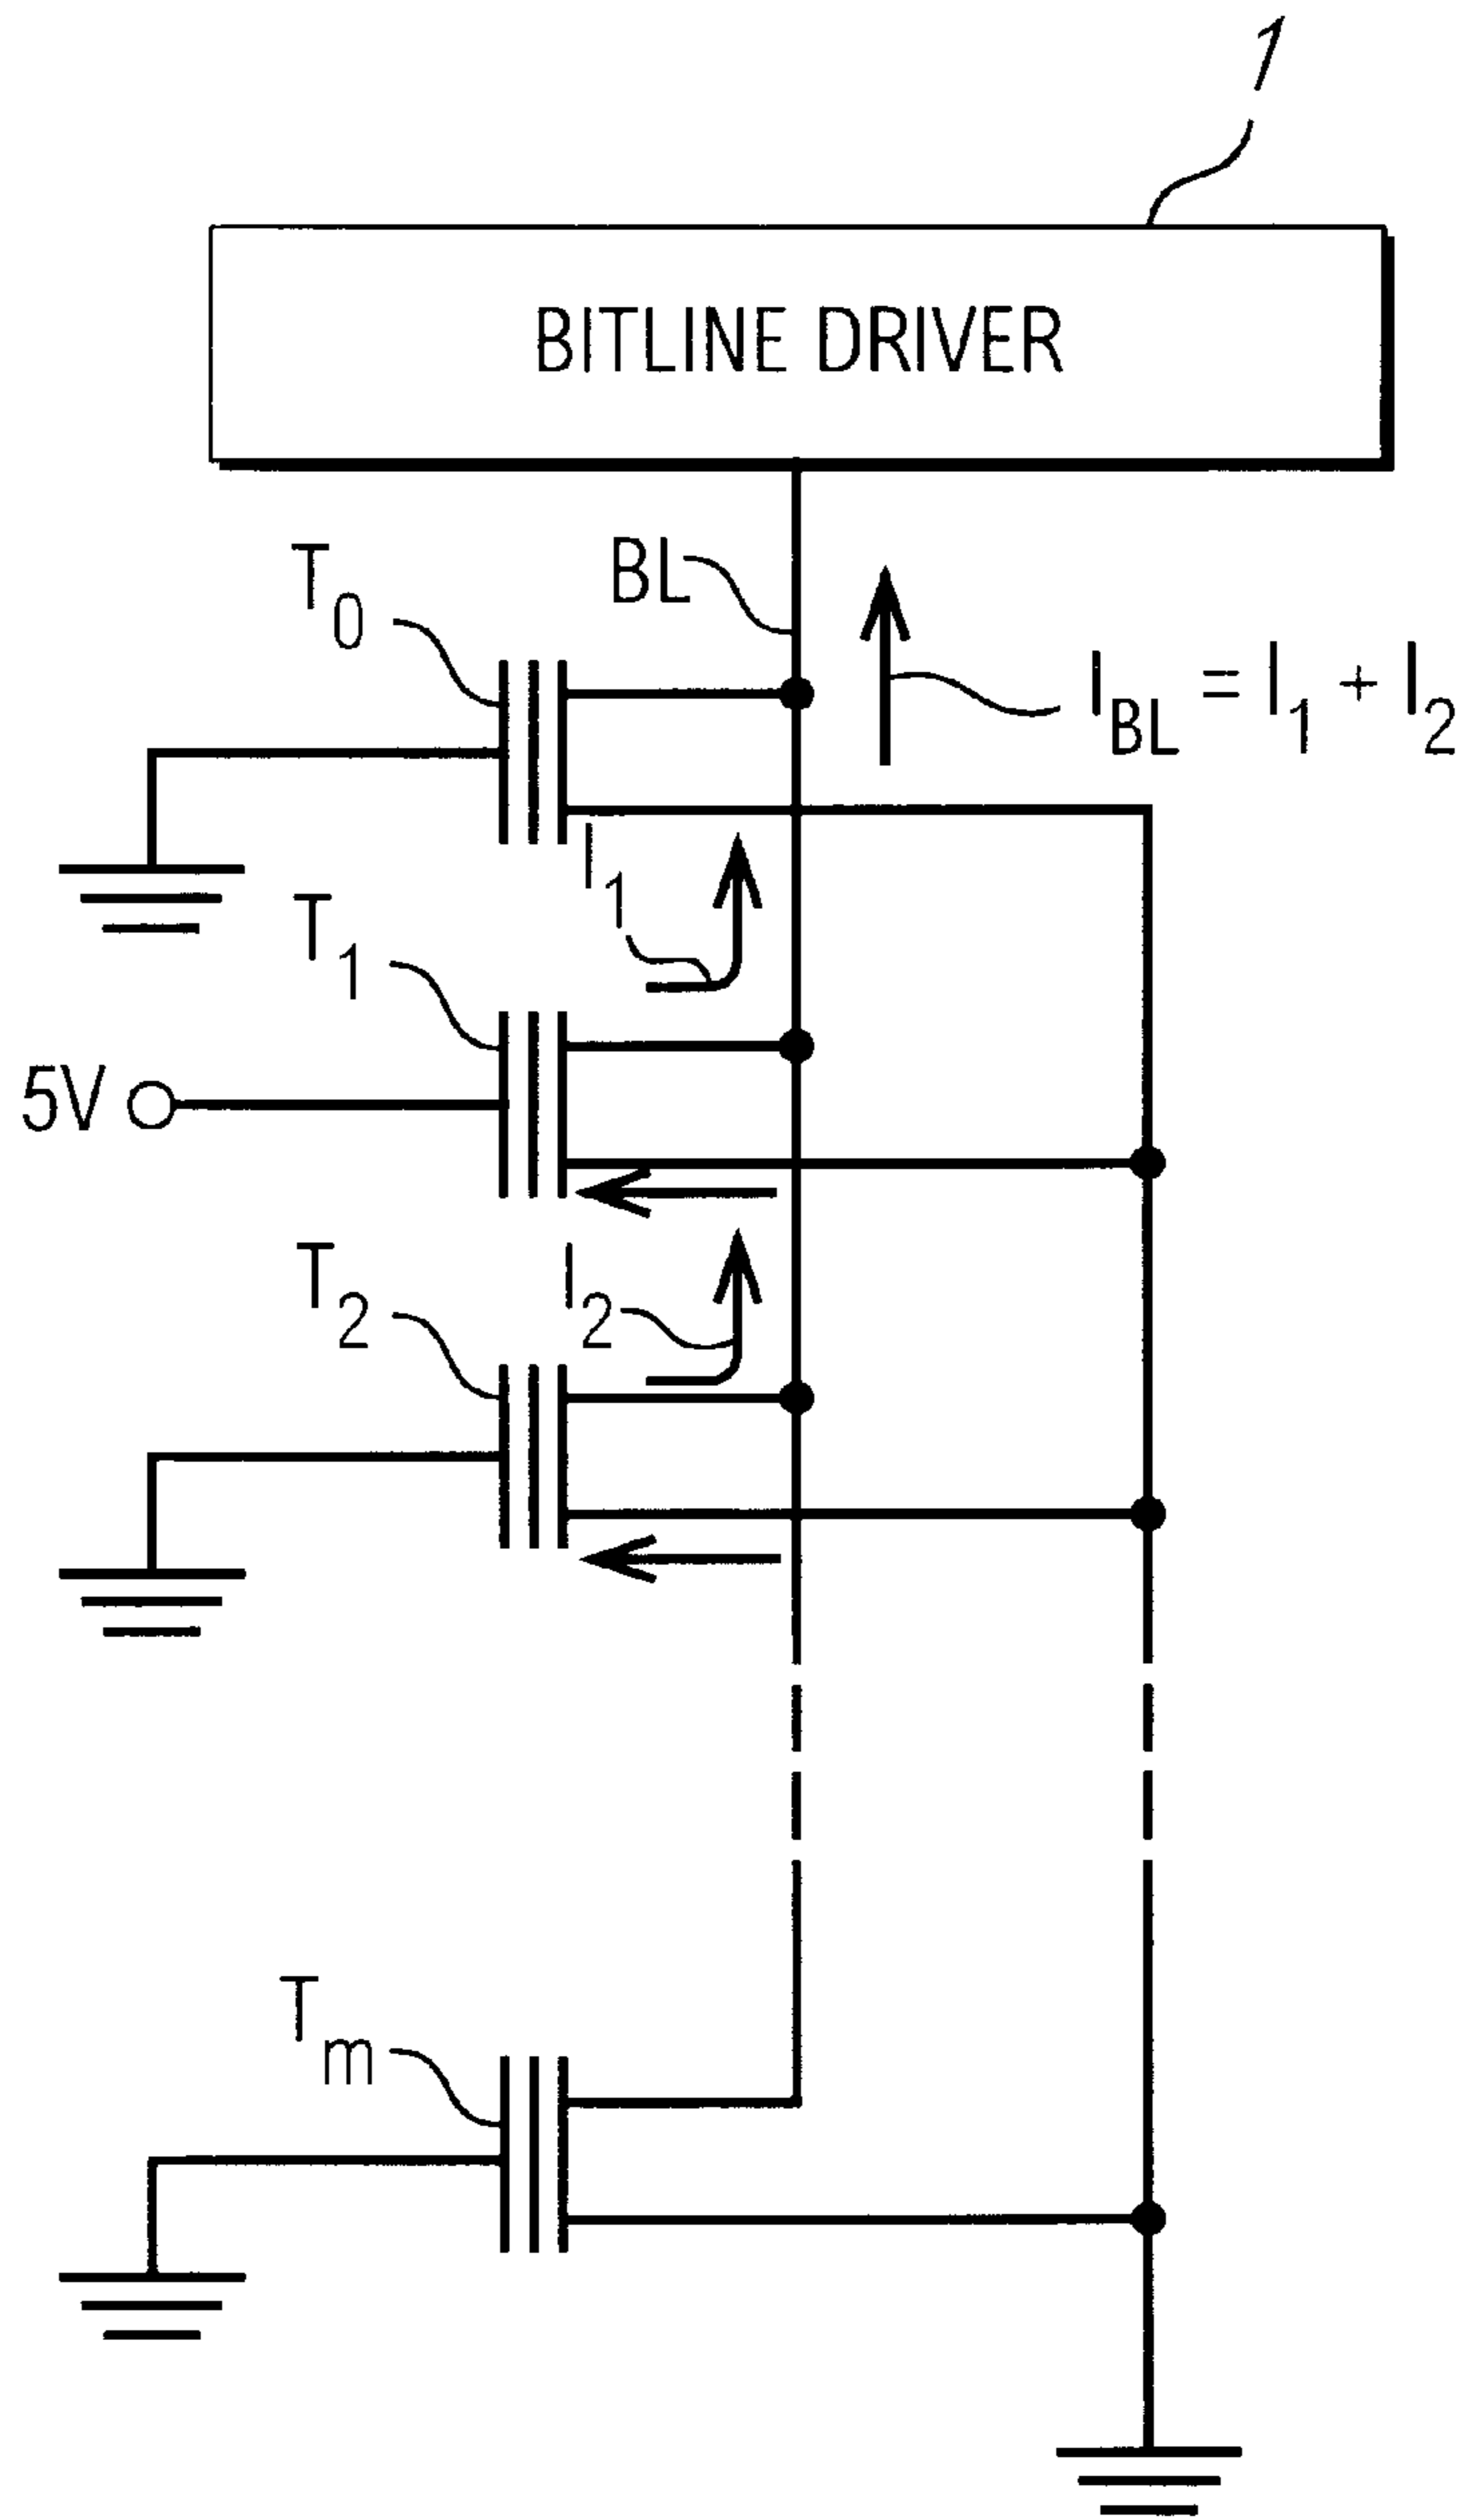 1
BITLINE DRIVER
T0
BL
IBL = I1 + I2
I1
T1
5V
T2
I2
Tm